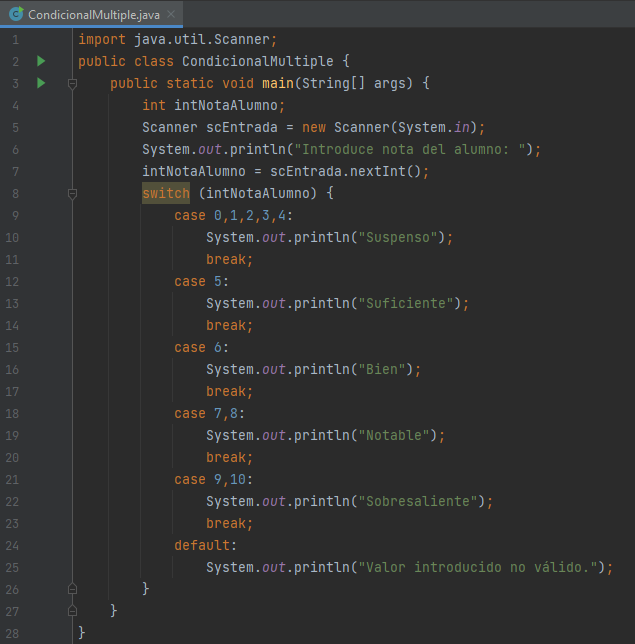 CondicionalMultiple.java
1 import java.util.Scanner;
2 public class CondicionalMultiple {
3 public static void main(String[] args) {
4 int intNotaAlumno;
5 Scanner scEntrada = new Scanner(System.in);
6 System.out.println("Introduce nota del alumno: ");
7 intNotaAlumno = scEntrada.nextInt();
8 switch (intNotaAlumno) {
9 case 0,1,2,3,4:
10 System.out.println("Suspenso");
11 break;
12 case 5:
13 System.out.println("Suficiente");
14 break;
15 case 6:
16 System.out.println("Bien");
17 break;
18 case 7,8:
19 System.out.println("Notable");
20 break;
21 case 9,10:
22 System.out.println("Sobresaliente");
23 break;
24 default:
25 System.out.println("Valor introducido no válido.");
26 }
27 }
28 }